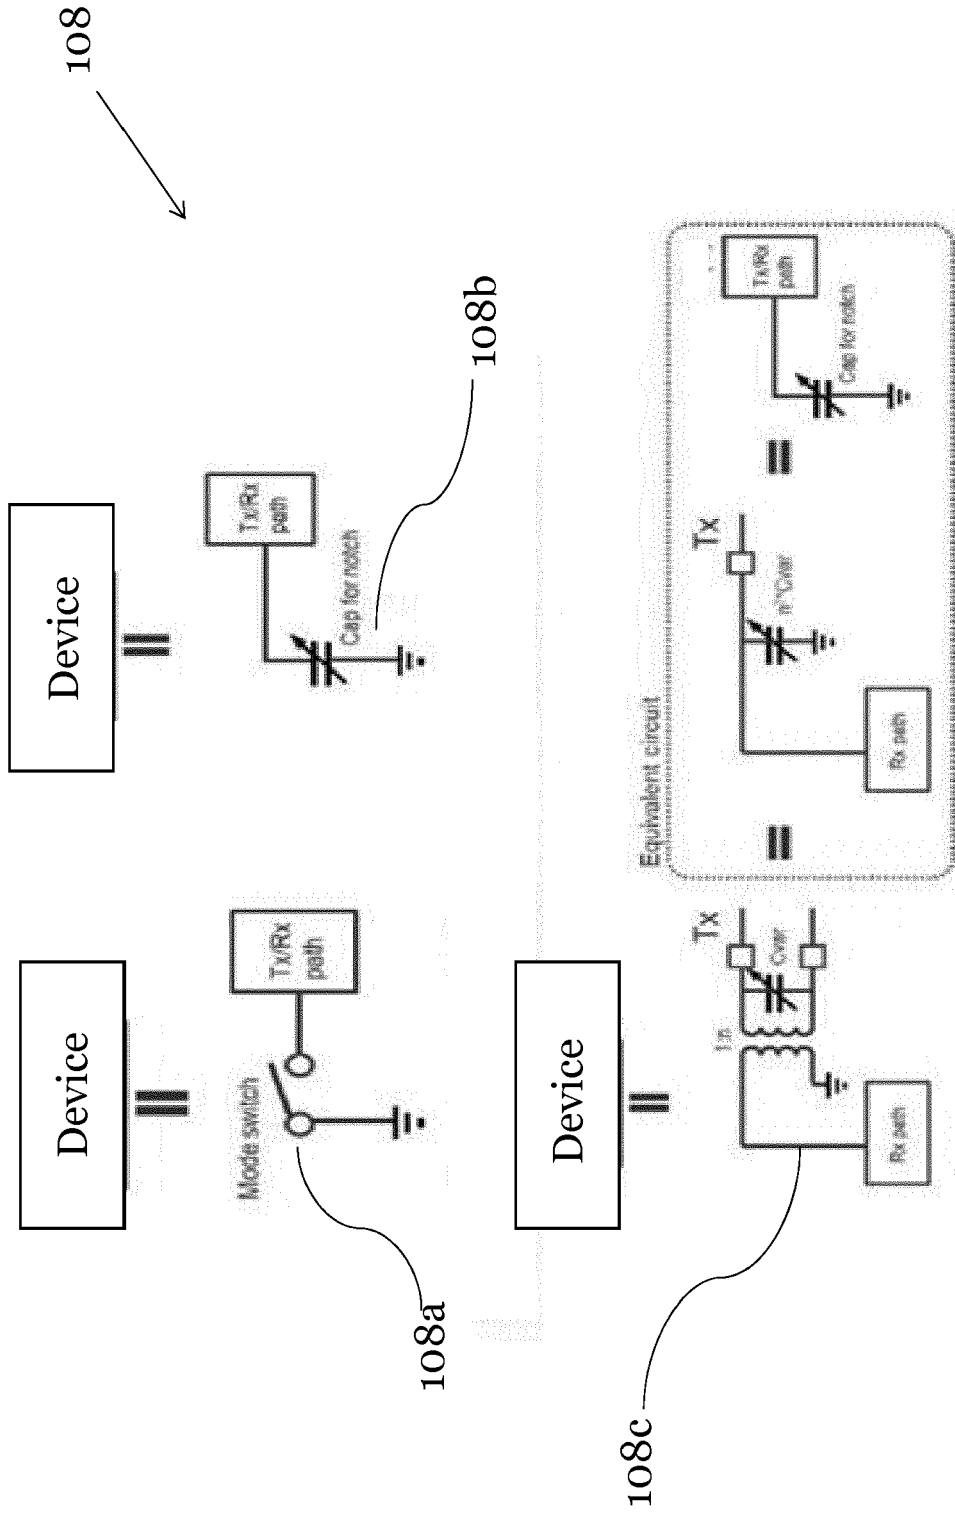 108
Device
Mode switch
Tx/Rx
path
108a
Device
Tx/Rx
path
Cap for notch
108b
Device
108c
Rx path
1:n
Tx
Cvar
Equivalent circuit
Rx path
Tx
Tx/Rx
path
Cap for notch